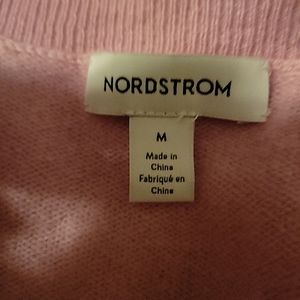 NORDSTROM
M
Made in
China
Fabriqué en
Chine